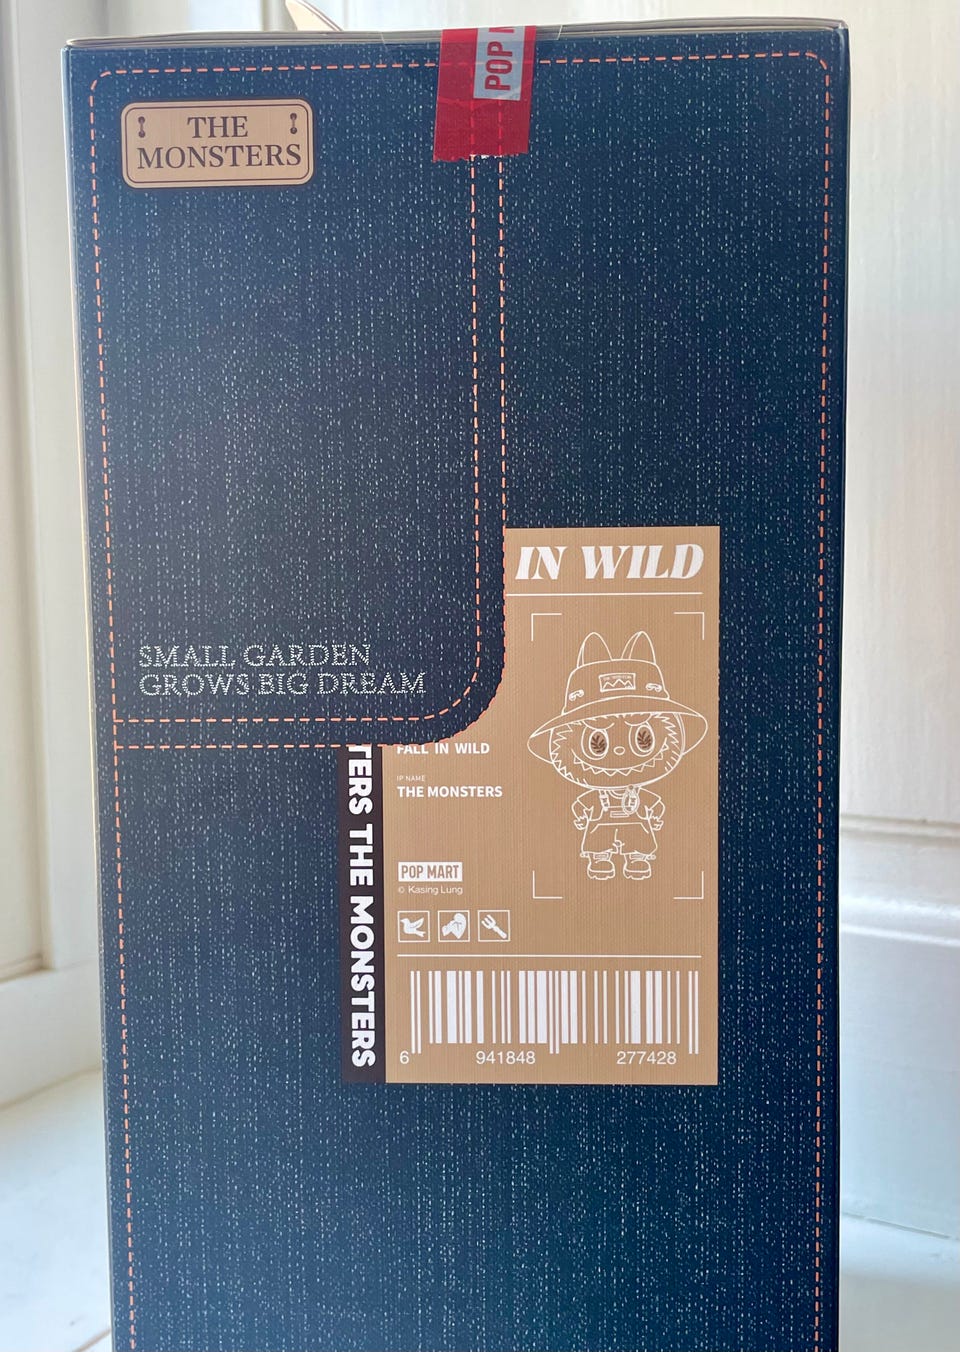 POP M
THE
MONSTERS
SMALL GARDEN
GROWS BIG DREAM
IN WILD
FALL IN WILD
IP NAME
THE MONSTERS
POP MART
© Kasing Lung
TERS THE MONSTERS
6 941848 277428